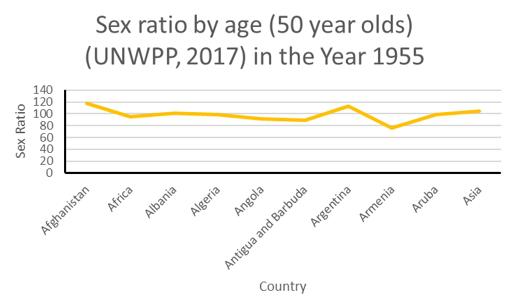 Sex ratio by age (50 year olds)
(UNWPP, 2017) in the Year 1955
140
120
100
80
60
40
20
0
Sex Ratio
Afghanistan
Africa
Albania
Algeria
Angola
Antigua and Barbuda
Argentina
Armenia
Aruba
Asia
Country